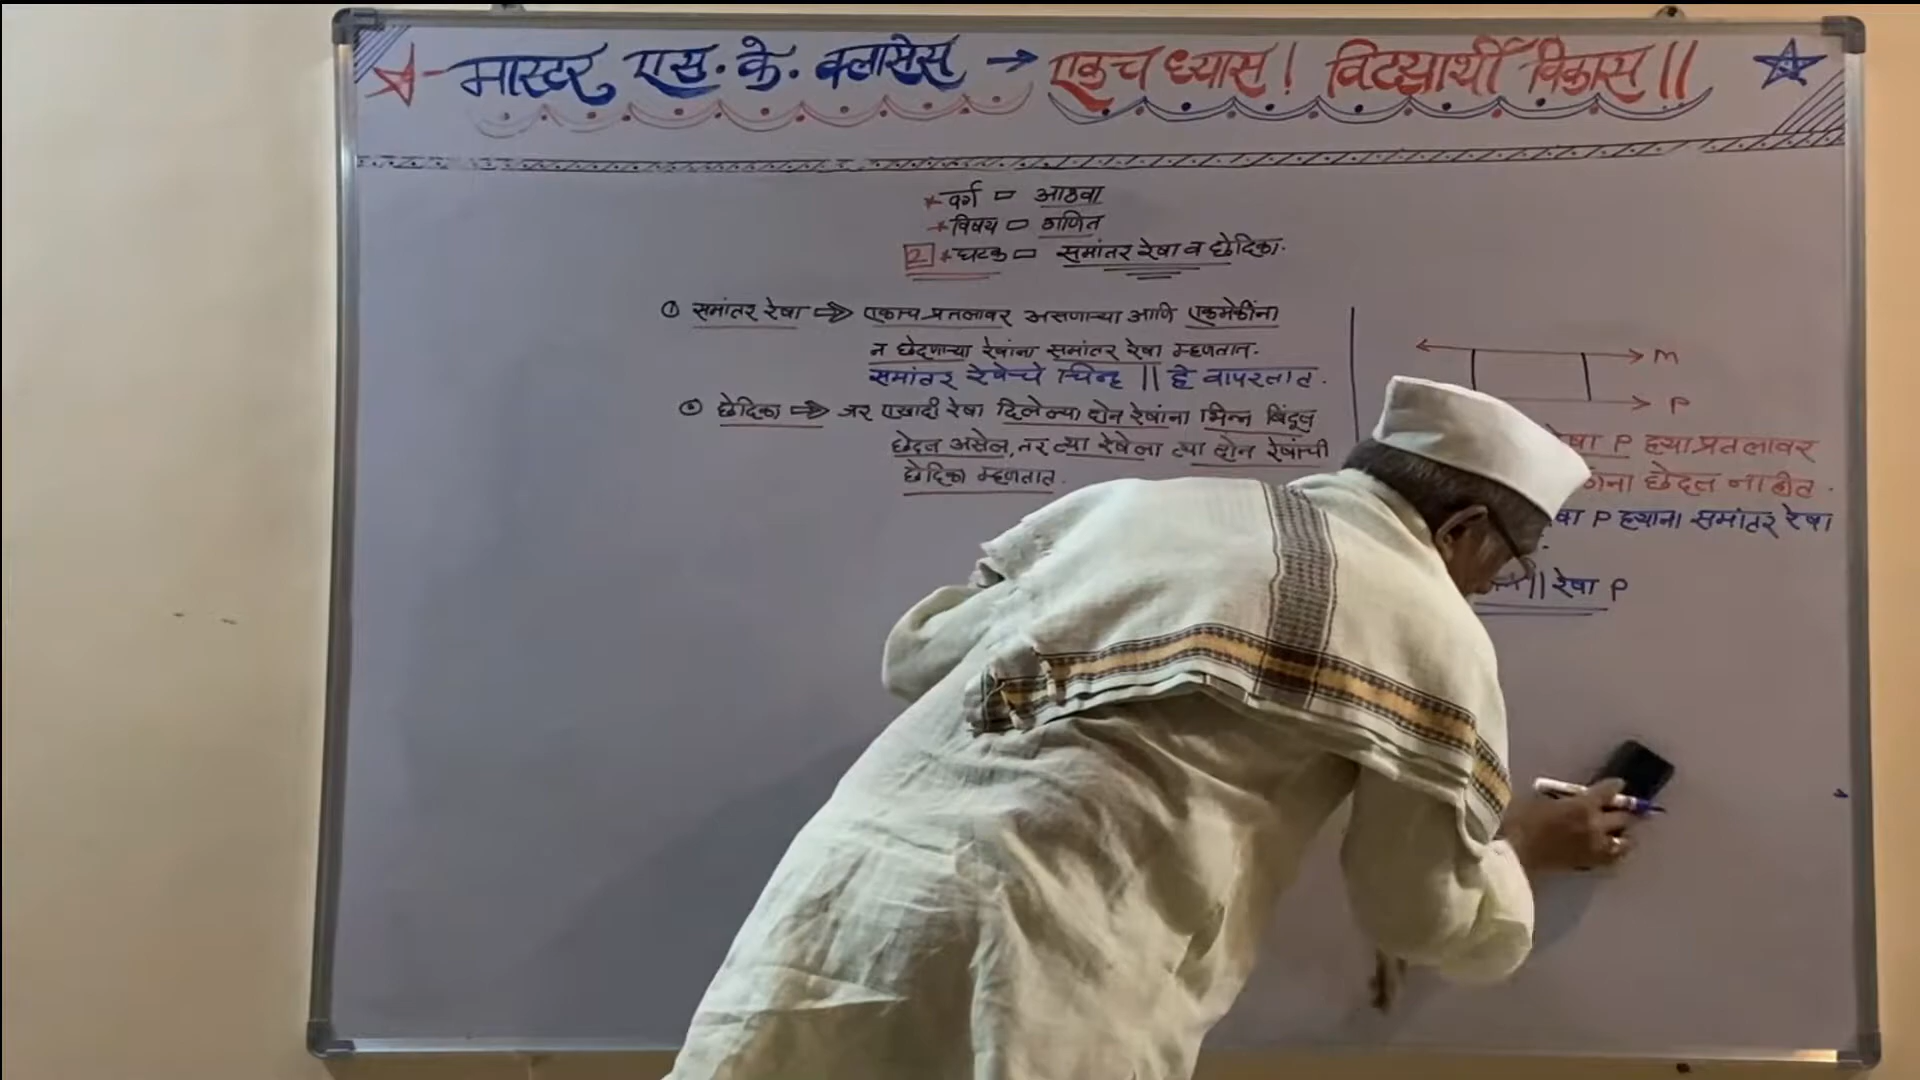 मास्टर एस. के. क्लासेस → एकच ध्यास! विद्यार्थी विकास ||
* वर्ग ▭ आठवा
* विषय ▭ गणित
2 * घटक ▭ समांतर रेषा व छेदिका.
① समांतर रेषा ⇒ एकाच प्रतलावर असणाऱ्या आणि एकमेकींना
न छेदणाऱ्या रेषांना समांतर रेषा म्हणतात.
समांतर रेषेचे चिन्ह || हे वापरतात.
② छेदिका ⇒ जर एखादी रेषा दिलेल्या दोन रेषांना भिन्न बिंदूत
छेदत असेल, तर त्या रेषेला त्या दोन रेषांची
छेदिका म्हणतात.
m
P
रेषा P ह्या प्रतलावर
छेदत नाहीत.
P ह्याना समांतर रेषा
|| रेषा P